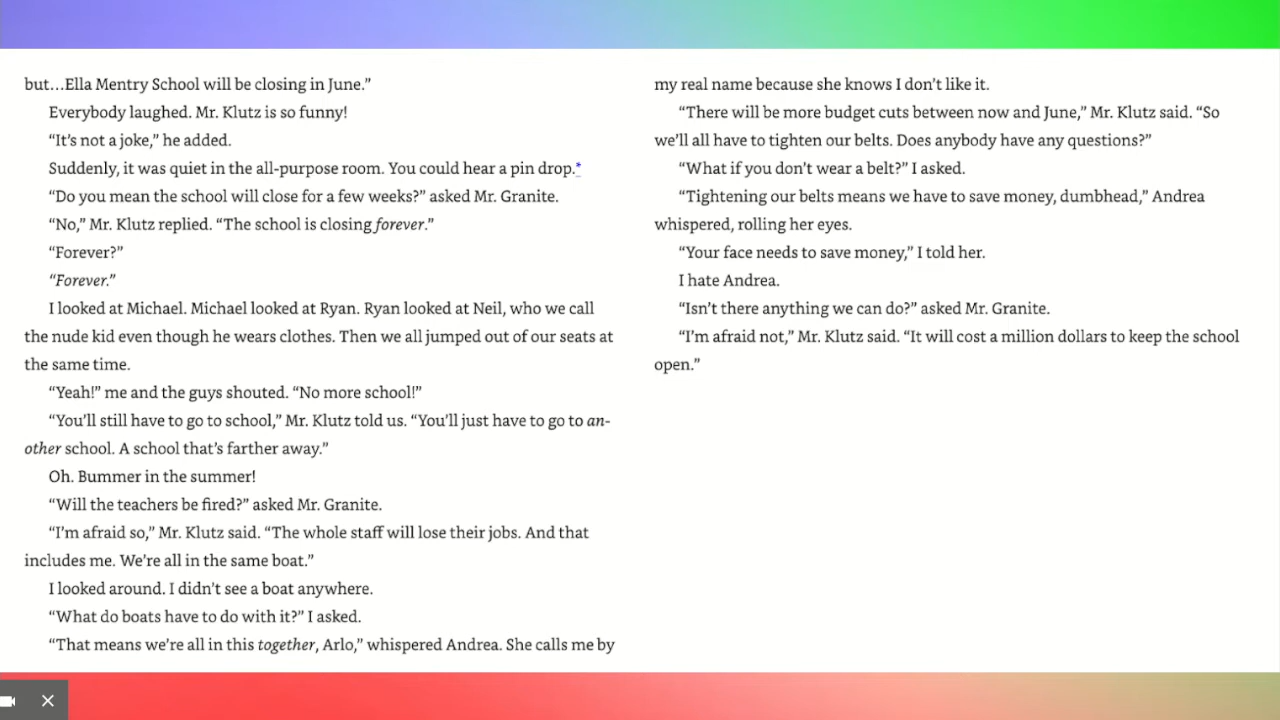 but…Ella Mentry School will be closing in June.”
Everybody laughed. Mr. Klutz is so funny!
“It’s not a joke,” he added.
Suddenly, it was quiet in the all-purpose room. You could hear a pin drop.*
“Do you mean the school will close for a few weeks?” asked Mr. Granite.
“No,” Mr. Klutz replied. “The school is closing forever.”
“Forever?”
“Forever.”
I looked at Michael. Michael looked at Ryan. Ryan looked at Neil, who we call
the nude kid even though he wears clothes. Then we all jumped out of our seats at
the same time.
“Yeah!” me and the guys shouted. “No more school!”
“You’ll still have to go to school,” Mr. Klutz told us. “You’ll just have to go to an-
other school. A school that’s farther away.”
Oh. Bummer in the summer!
“Will the teachers be fired?” asked Mr. Granite.
“I’m afraid so,” Mr. Klutz said. “The whole staff will lose their jobs. And that
includes me. We’re all in the same boat.”
I looked around. I didn’t see a boat anywhere.
“What do boats have to do with it?” I asked.
“That means we’re all in this together, Arlo,” whispered Andrea. She calls me by
my real name because she knows I don’t like it.
“There will be more budget cuts between now and June,” Mr. Klutz said. “So
we’ll all have to tighten our belts. Does anybody have any questions?”
“What if you don’t wear a belt?” I asked.
“Tightening our belts means we have to save money, dumbhead,” Andrea
whispered, rolling her eyes.
“Your face needs to save money,” I told her.
I hate Andrea.
“Isn’t there anything we can do?” asked Mr. Granite.
“I’m afraid not,” Mr. Klutz said. “It will cost a million dollars to keep the school
open.”